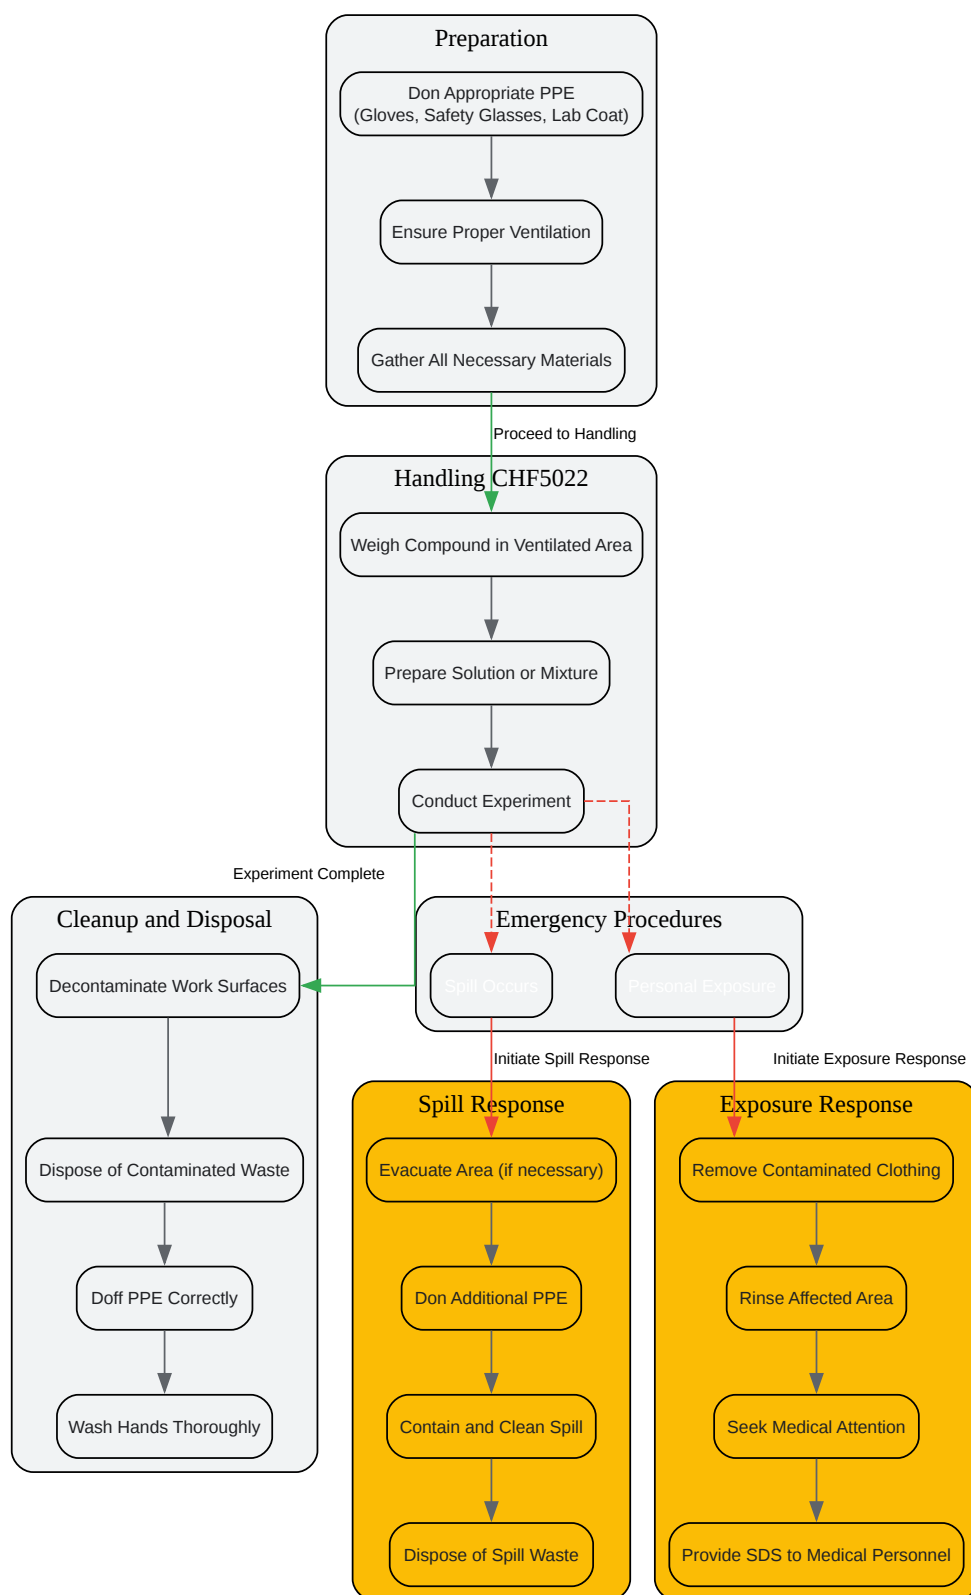 Preparation
Don Appropriate PPE
(Gloves, Safety Glasses, Lab Coat)
Ensure Proper Ventilation
Gather All Necessary Materials
Proceed to Handling
Handling CHF5022
Weigh Compound in Ventilated Area
Prepare Solution or Mixture
Conduct Experiment
Experiment Complete
Cleanup and Disposal
Decontaminate Work Surfaces
Dispose of Contaminated Waste
Doff PPE Correctly
Wash Hands Thoroughly
Emergency Procedures
Spill Occurs
Personal Exposure
Initiate Spill Response
Initiate Exposure Response
Spill Response
Evacuate Area (if necessary)
Don Additional PPE
Contain and Clean Spill
Dispose of Spill Waste
Exposure Response
Remove Contaminated Clothing
Rinse Affected Area
Seek Medical Attention
Provide SDS to Medical Personnel